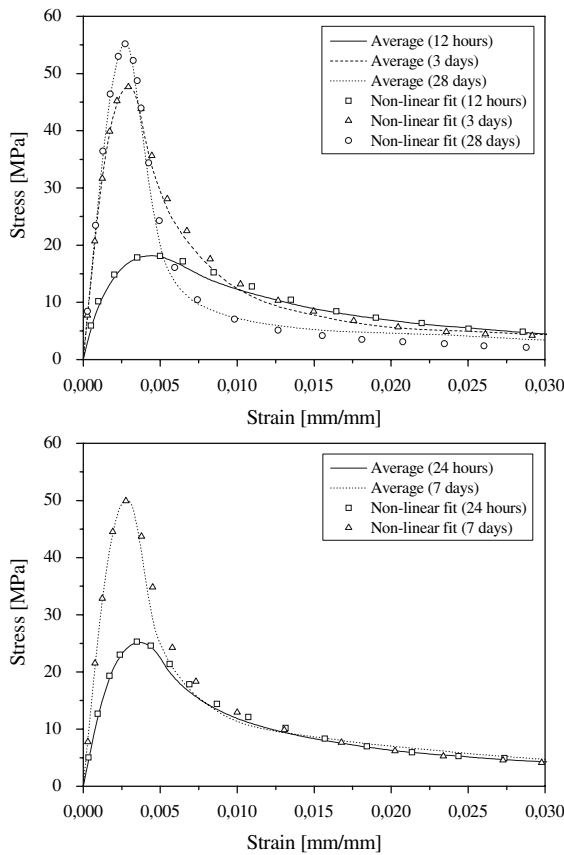 60
50
40
30
20
10
0
Stress [MPa]
Average (12 hours)
Average (3 days)
Average (28 days)
Non-linear fit (12 hours)
Non-linear fit (3 days)
Non-linear fit (28 days)
0,000 0,005 0,010 0,015 0,020 0,025 0,030
Strain [mm/mm]
60
50
40
30
20
10
0
Stress [MPa]
Average (24 hours)
Average (7 days)
Non-linear fit (24 hours)
Non-linear fit (7 days)
0,000 0,005 0,010 0,015 0,020 0,025 0,030
Strain [mm/mm]